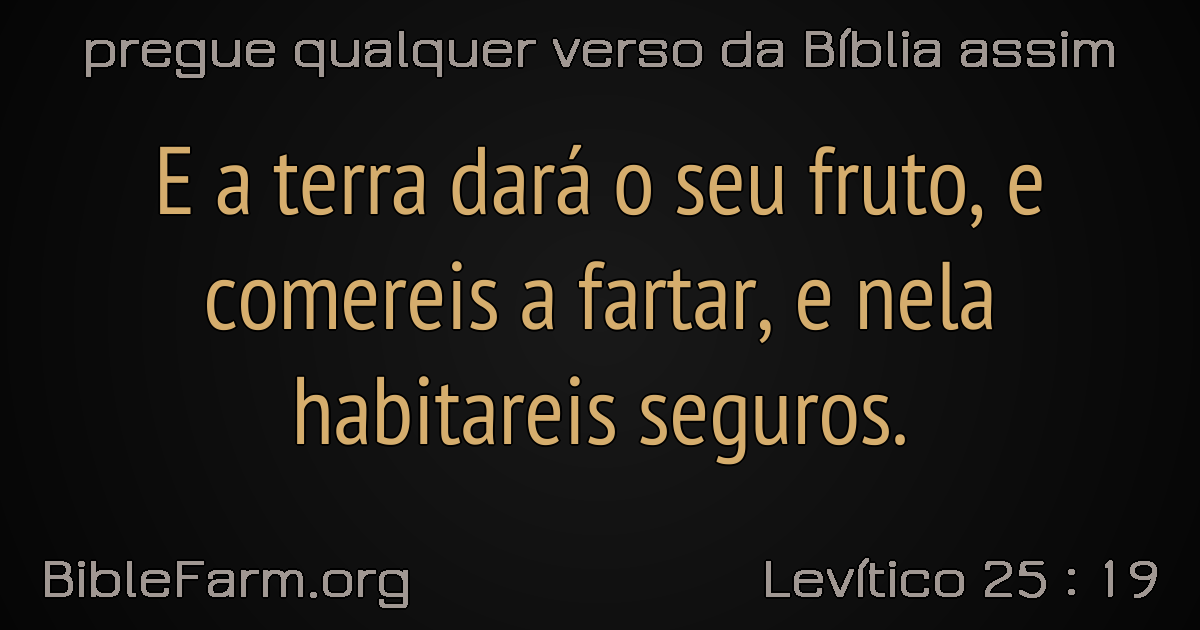 pregue qualquer verso da Bíblia assim
E a terra dará o seu fruto, e
comereis a fartar, e nela
habitareis seguros.
BibleFarm.org
Levítico 25 : 19